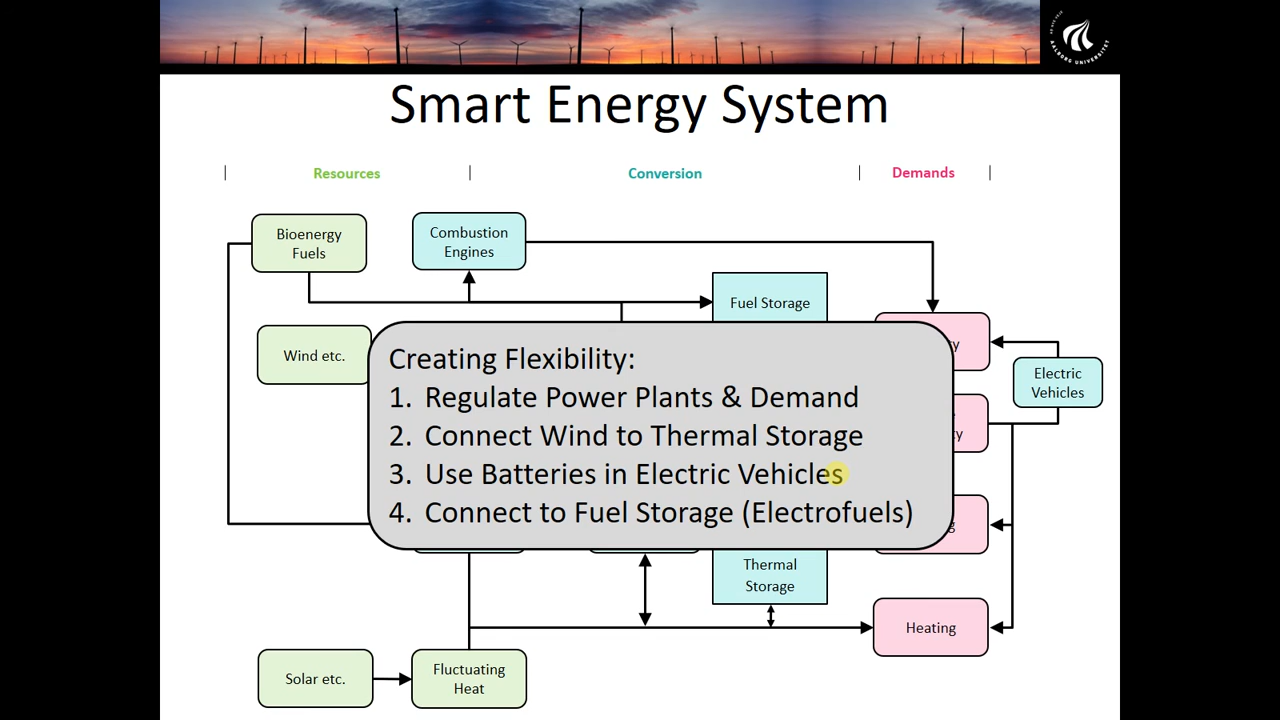 AALBORG UNIVERSITET
Smart Energy System
Resources
Conversion
Demands
Bioenergy
Fuels
Combustion
Engines
Fuel Storage
Wind etc.
Electric
Vehicles
Creating Flexibility:
1. Regulate Power Plants & Demand
2. Connect Wind to Thermal Storage
3. Use Batteries in Electric Vehicles
4. Connect to Fuel Storage (Electrofuels)
Thermal
Storage
Heating
Solar etc.
Fluctuating
Heat